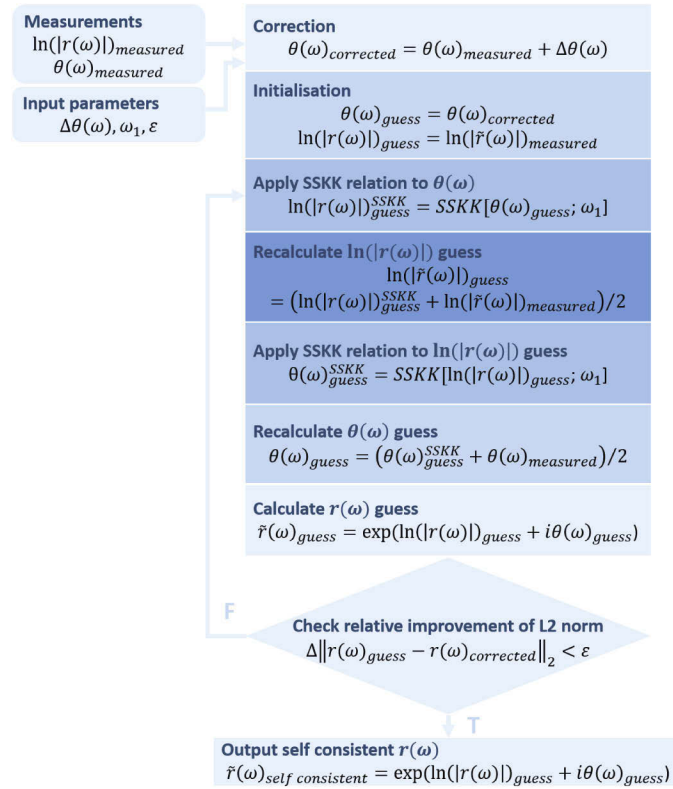 Measurements
ln(|r(ω)|)_{measured}
θ(ω)_{measured}
Input parameters
Δθ(ω), ω_1, ε
Correction
θ(ω)_{corrected} = θ(ω)_{measured} + Δθ(ω)
Initialisation
θ(ω)_{guess} = θ(ω)_{corrected}
ln(|r(ω)|)_{guess} = ln(|r̃(ω)|)_{measured}
Apply SSKK relation to θ(ω)
ln(|r(ω)|)_{guess}^{SSKK} = SSKK[θ(ω)_{guess}; ω_1]
Recalculate ln(|r(ω)|) guess
ln(|r̃(ω)|)_{guess}
= (ln(|r(ω)|)_{guess}^{SSKK} + ln(|r̃(ω)|)_{measured})/2
Apply SSKK relation to ln(|r(ω)|) guess
θ(ω)_{guess}^{SSKK} = SSKK[ln(|r(ω)|)_{guess}; ω_1]
Recalculate θ(ω) guess
θ(ω)_{guess} = (θ(ω)_{guess}^{SSKK} + θ(ω)_{measured})/2
Calculate r(ω) guess
r̃(ω)_{guess} = exp(ln(|r(ω)|)_{guess} + iθ(ω)_{guess})
F
Check relative improvement of L2 norm
Δ‖r(ω)_{guess} − r(ω)_{corrected}‖_2 < ε
T
Output self consistent r(ω)
r̃(ω)_{self consistent} = exp(ln(|r(ω)|)_{guess} + iθ(ω)_{guess})